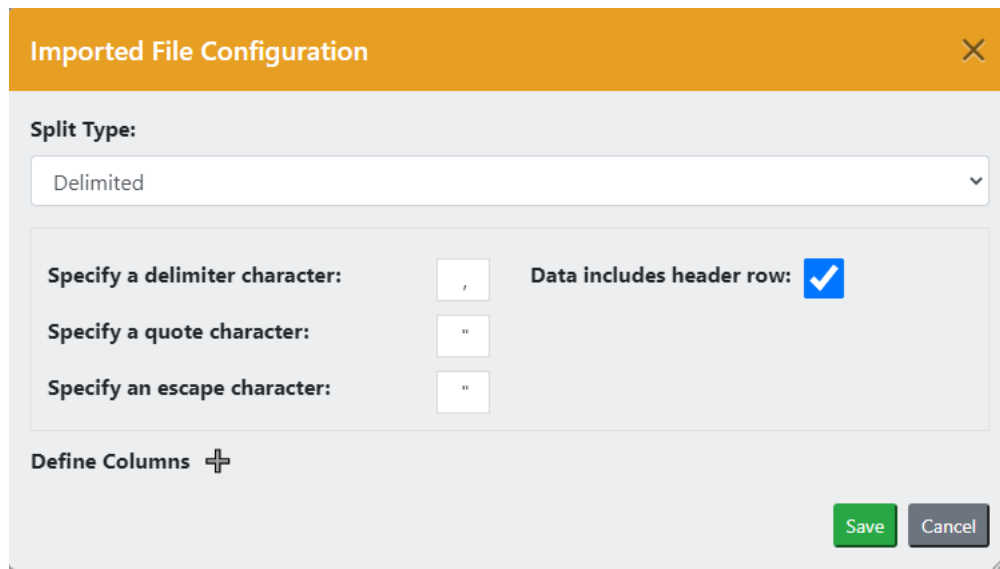 Imported File Configuration
Split Type:
Delimited
Specify a delimiter character: , Data includes header row:
Specify a quote character: "
Specify an escape character: "
Define Columns
Save Cancel